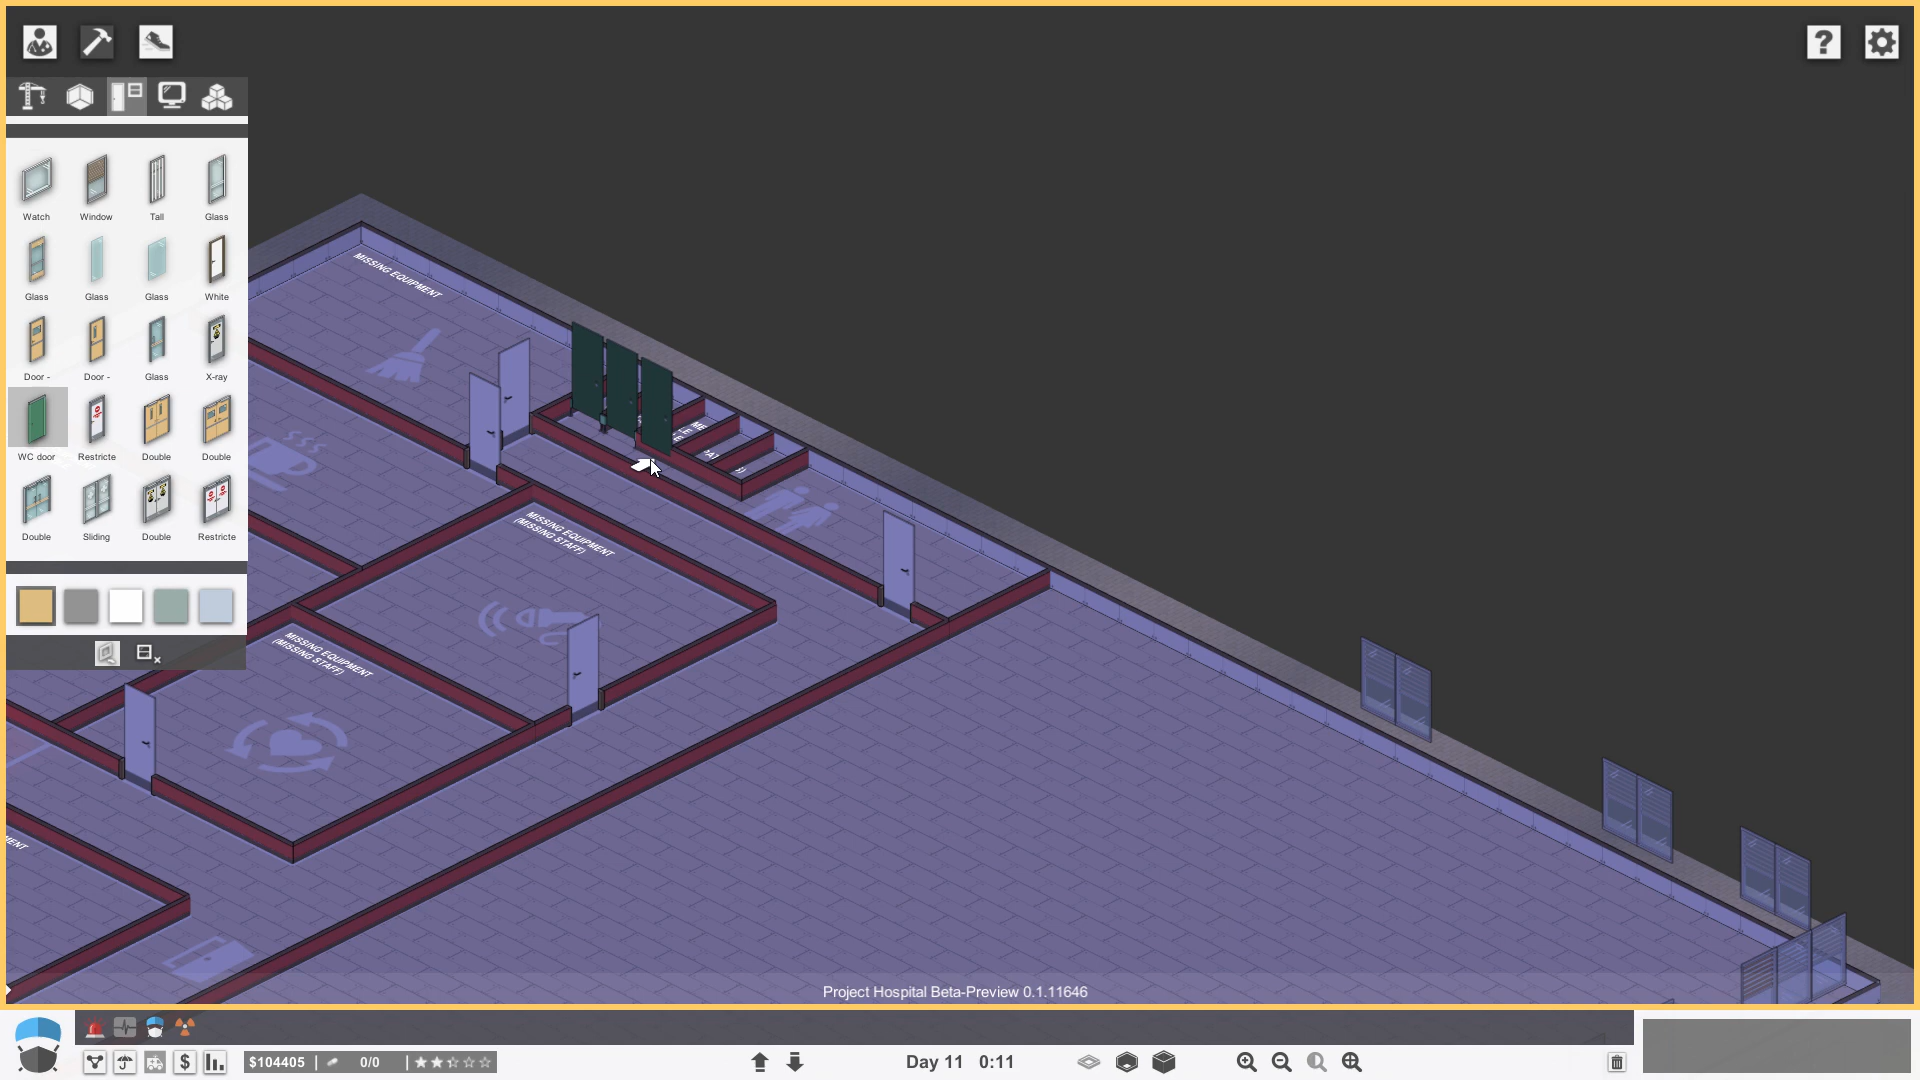 ?
Watch
Window
Tall
Glass
Glass
Glass
Glass
White
Door -
Door -
Glass
X-ray
WC door
Restricte
Double
Double
Double
Sliding
Double
Restricte
MISSING EQUIPMENT
MISSING EQUIPMENT
(MISSING STAFF)
MISSING EQUIPMENT
(MISSING STAFF)
Project Hospital Beta-Preview 0.1.11646
$104405 | 0/0 |
Day 11 0:11